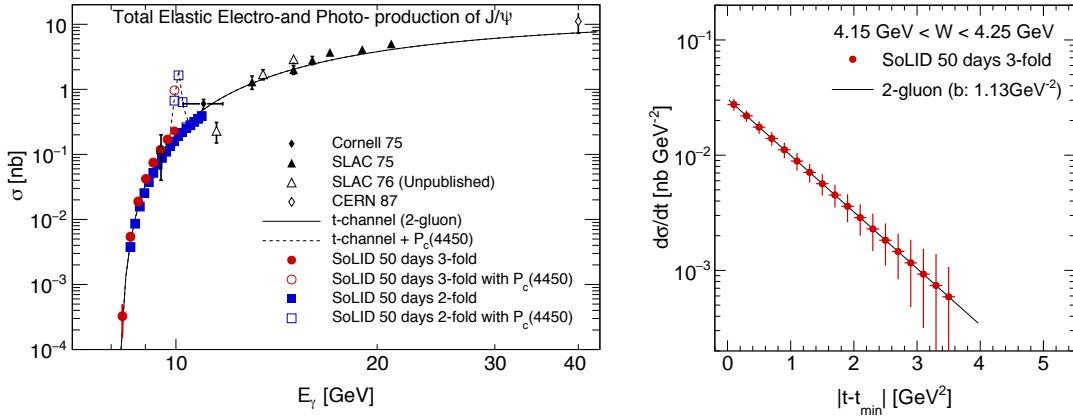 Total Elastic Electro-and Photo- production of J/ψ
σ [nb]
10
1
10⁻¹
10⁻²
10⁻³
10⁻⁴
Cornell 75
SLAC 75
SLAC 76 (Unpublished)
CERN 87
t-channel (2-gluon)
t-channel + P_c(4450)
SoLID 50 days 3-fold
SoLID 50 days 3-fold with P_c(4450)
SoLID 50 days 2-fold
SoLID 50 days 2-fold with P_c(4450)
10 20 30 40
E_γ [GeV]
4.15 GeV < W < 4.25 GeV
SoLID 50 days 3-fold
2-gluon (b: 1.13GeV⁻²)
dσ/dt [nb GeV⁻²]
10⁻¹
10⁻²
10⁻³
0 1 2 3 4 5
|t-t_min| [GeV²]